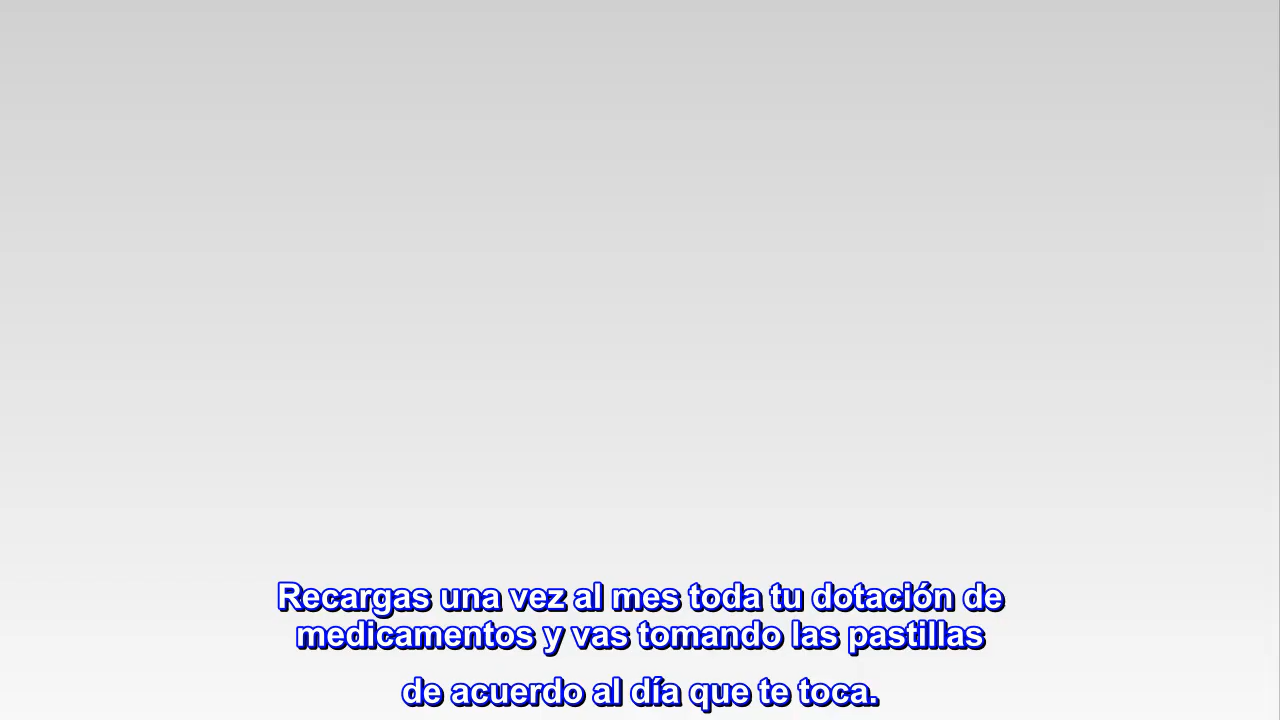 Recargas una vez al mes toda tu dotación de
medicamentos y vas tomando las pastillas
de acuerdo al día que te toca.